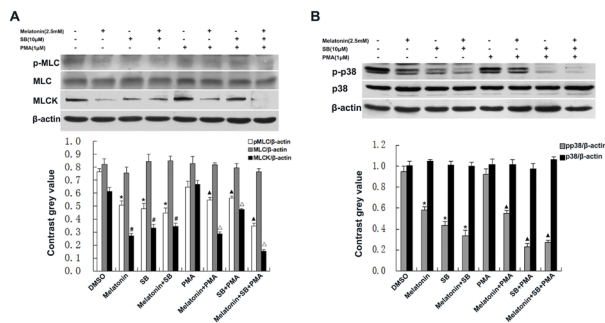 A
Melatonin(2.5mM) - + - + - + - +
SB(10μM) - - + + - - + +
PMA(1μM) - - - - + + + +
p-MLC
MLC
MLCK
β-actin
Contrast grey value
1.0
0.9
0.8
0.7
0.6
0.5
0.4
0.3
0.2
0.1
0.0
pMLC/β-actin
MLC/β-actin
MLCK/β-actin
* # * # * # ▲ △ ▲ △ ▲ △
DMSO
Melatonin
SB
Melatonin+SB
PMA
Melatonin+PMA
SB+PMA
Melatonin+SB+PMA
B
Melatonin(2.5mM) - + - + - + - +
SB(10μM) - - + + - - + +
PMA(1μM) - - - - + + + +
p-p38
p38
β-actin
Contrast grey value
1.4
1.2
1.0
0.8
0.6
0.4
0.2
0.0
pp38/β-actin
p38/β-actin
* * * ▲ ▲ ▲
DMSO
Melatonin
SB
Melatonin+SB
PMA
Melatonin+PMA
SB+PMA
Melatonin+SB+PMA